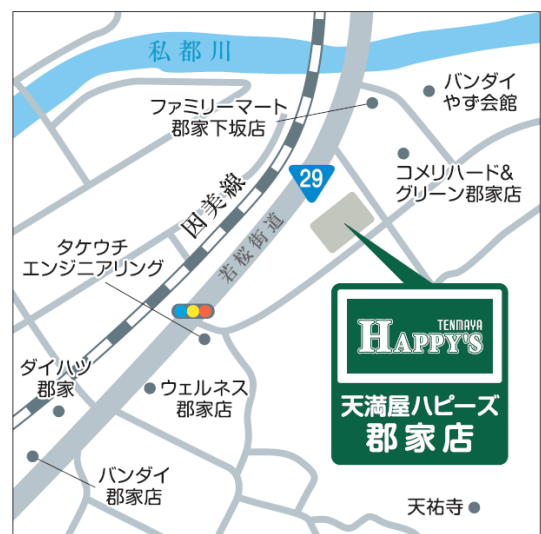 私都川
バンダイ
やず会館
ファミリーマート
郡家下坂店
コメリハード&
グリーン郡家店
29
因美線
若桜街道
タケウチ
エンジニアリング
TENMAYA
HAPPY'S
天満屋ハピーズ
郡家店
ダイハツ
郡家
ウェルネス
郡家店
バンダイ
郡家店
天祐寺